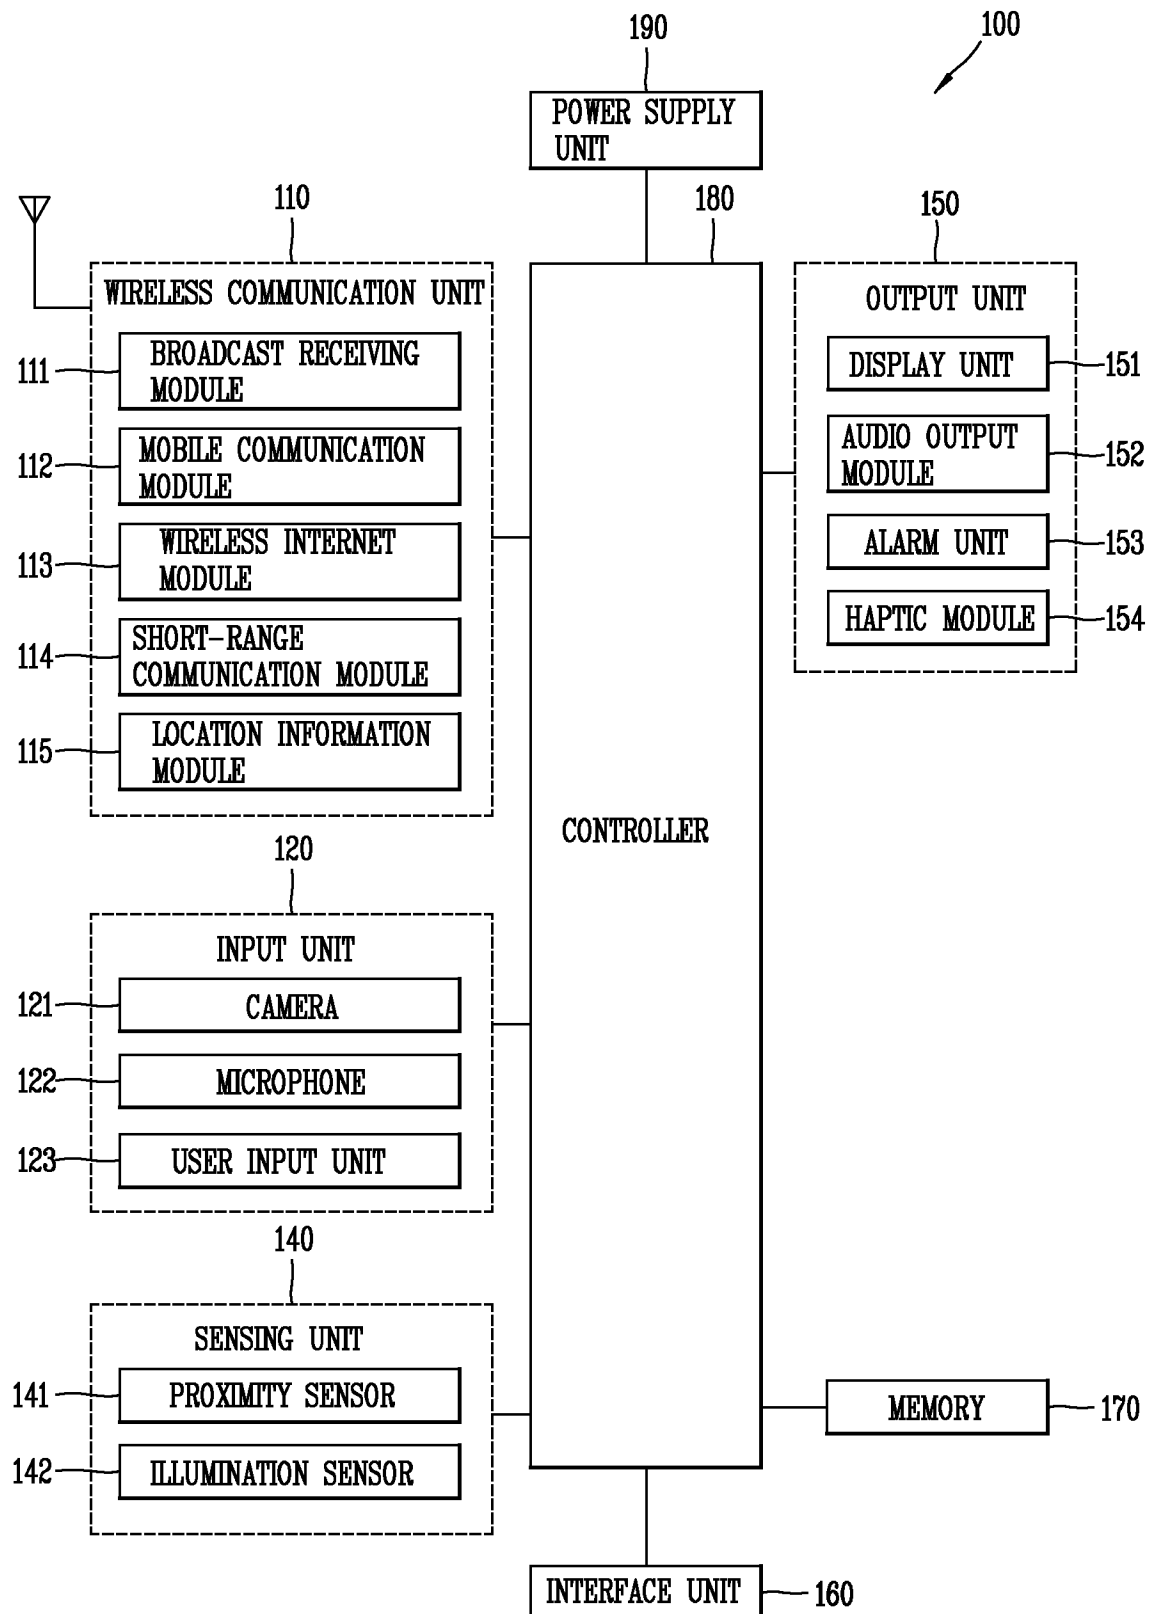 190
100
POWER SUPPLY
UNIT
110
180
150
WIRELESS COMMUNICATION UNIT
111
BROADCAST RECEIVING
MODULE
112
MOBILE COMMUNICATION
MODULE
113
WIRELESS INTERNET
MODULE
114
SHORT-RANGE
COMMUNICATION MODULE
115
LOCATION INFORMATION
MODULE
120
INPUT UNIT
121
CAMERA
122
MICROPHONE
123
USER INPUT UNIT
140
SENSING UNIT
141
PROXIMITY SENSOR
142
ILLUMINATION SENSOR
CONTROLLER
OUTPUT UNIT
DISPLAY UNIT
151
AUDIO OUTPUT
MODULE
152
ALARM UNIT
153
HAPTIC MODULE
154
MEMORY
170
INTERFACE UNIT
160